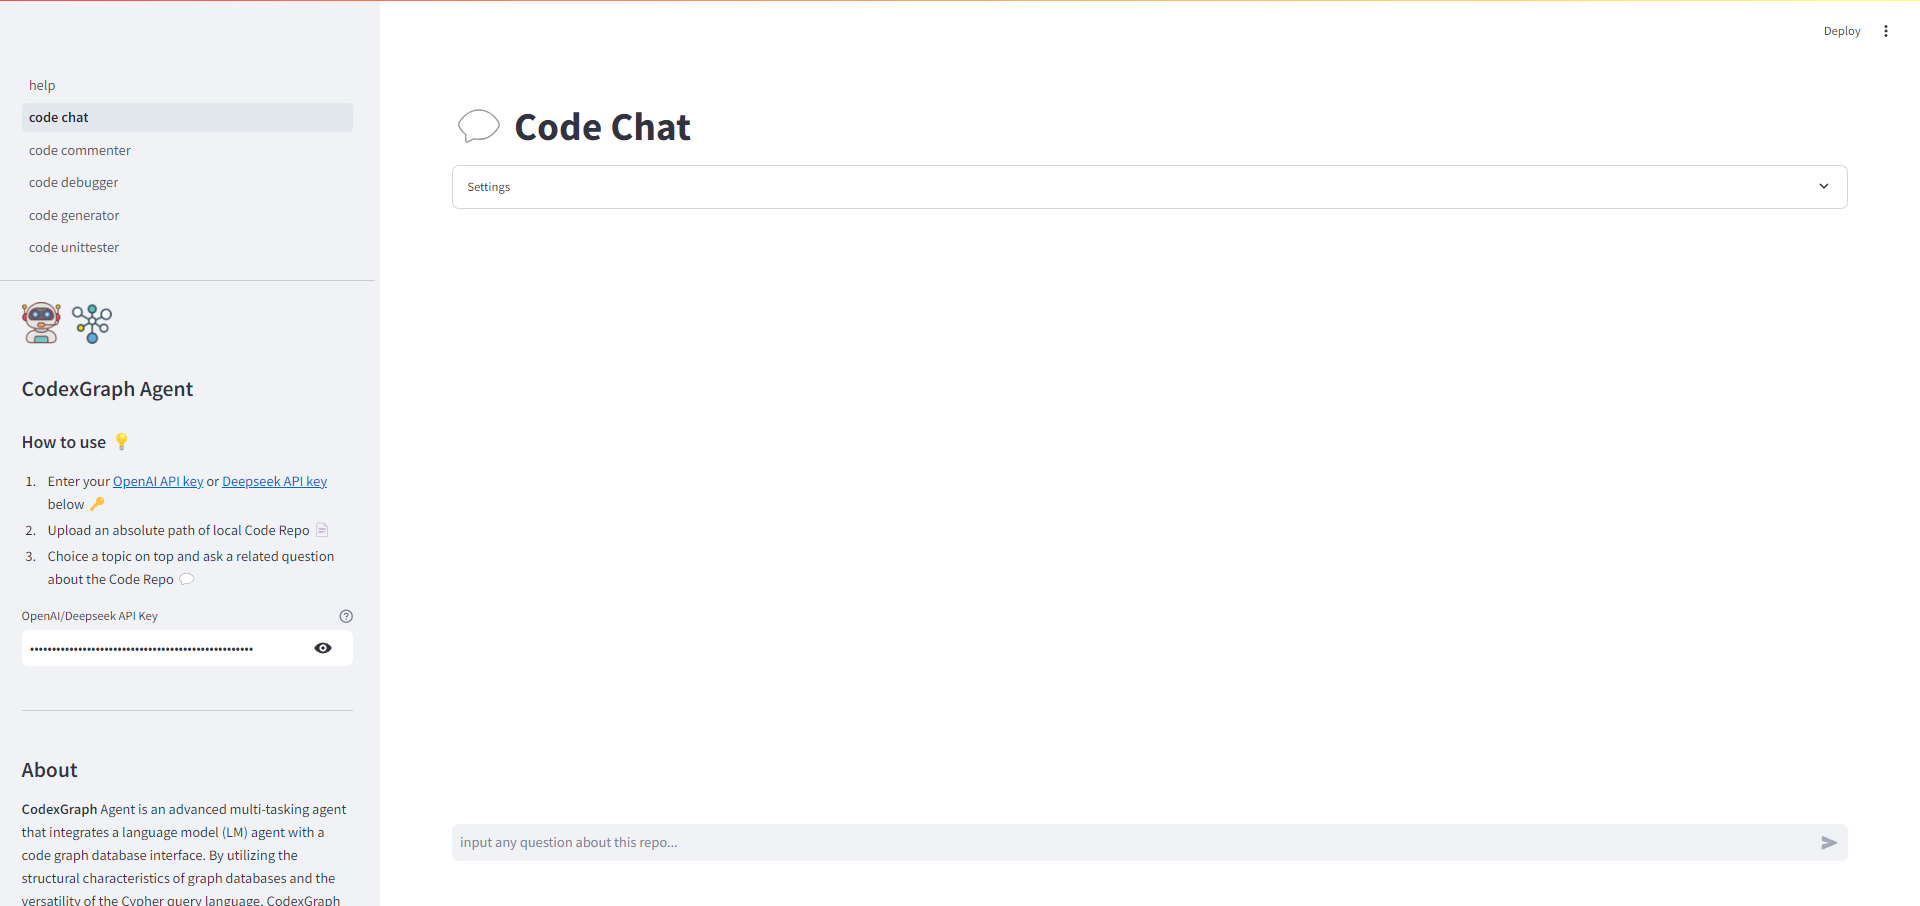 Deploy
help
code chat
code commenter
code debugger
code generator
code unittester
CodexGraph Agent
How to use
1. Enter your OpenAI API key or Deepseek API key
below
2. Upload an absolute path of local Code Repo
3. Choice a topic on top and ask a related question
about the Code Repo
OpenAI/Deepseek API Key
••••••••••••••••••••••••••••••••••••••••••••••••••
About
CodexGraph Agent is an advanced multi-tasking agent
that integrates a language model (LM) agent with a
code graph database interface. By utilizing the
structural characteristics of graph databases and the
versatility of the Cypher query language, CodexGraph
Code Chat
Settings
input any question about this repo...